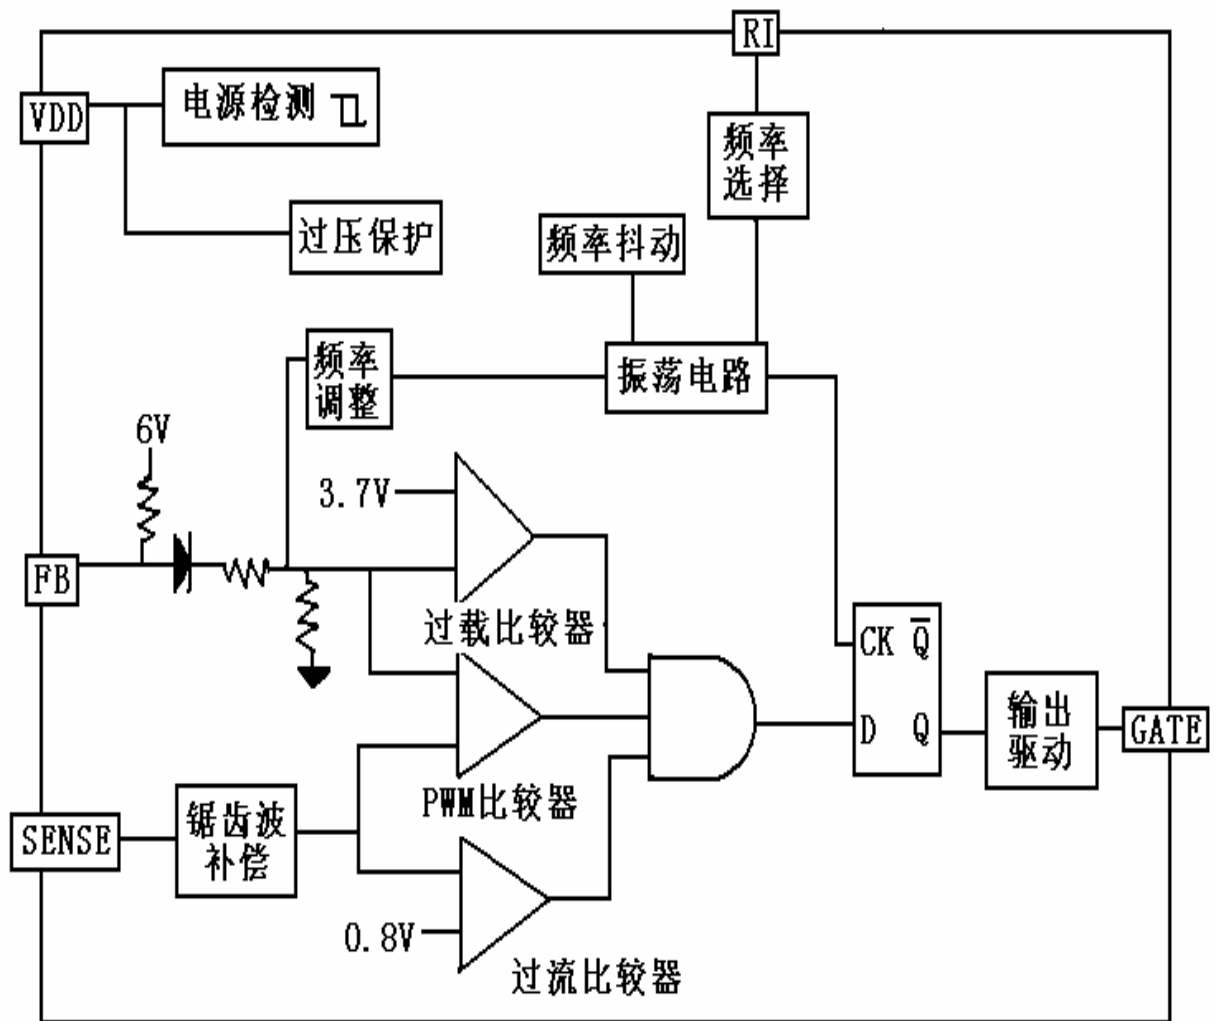 RI
VDD
电源检测
频率
选择
过压保护
频率抖动
频率
调整
振荡电路
6V
3.7V
FB
过载比较器
CK Q̅
D Q
输出
驱动
GATE
PWM比较器
SENSE
锯齿波
补偿
0.8V
过流比较器